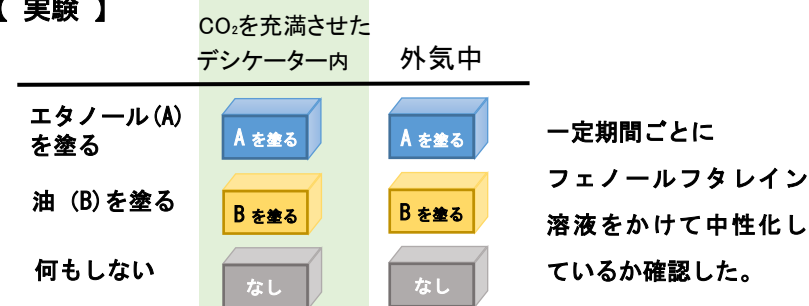 【 実験 】
CO₂を充満させた
デシケーター内
外気中
エタノール(A)
を塗る
A を塗る
A を塗る
油 (B)を塗る
B を塗る
B を塗る
何もしない
なし
なし
一定期間ごとに
フェノールフタレイン
溶液をかけて中性化し
ているか確認した。